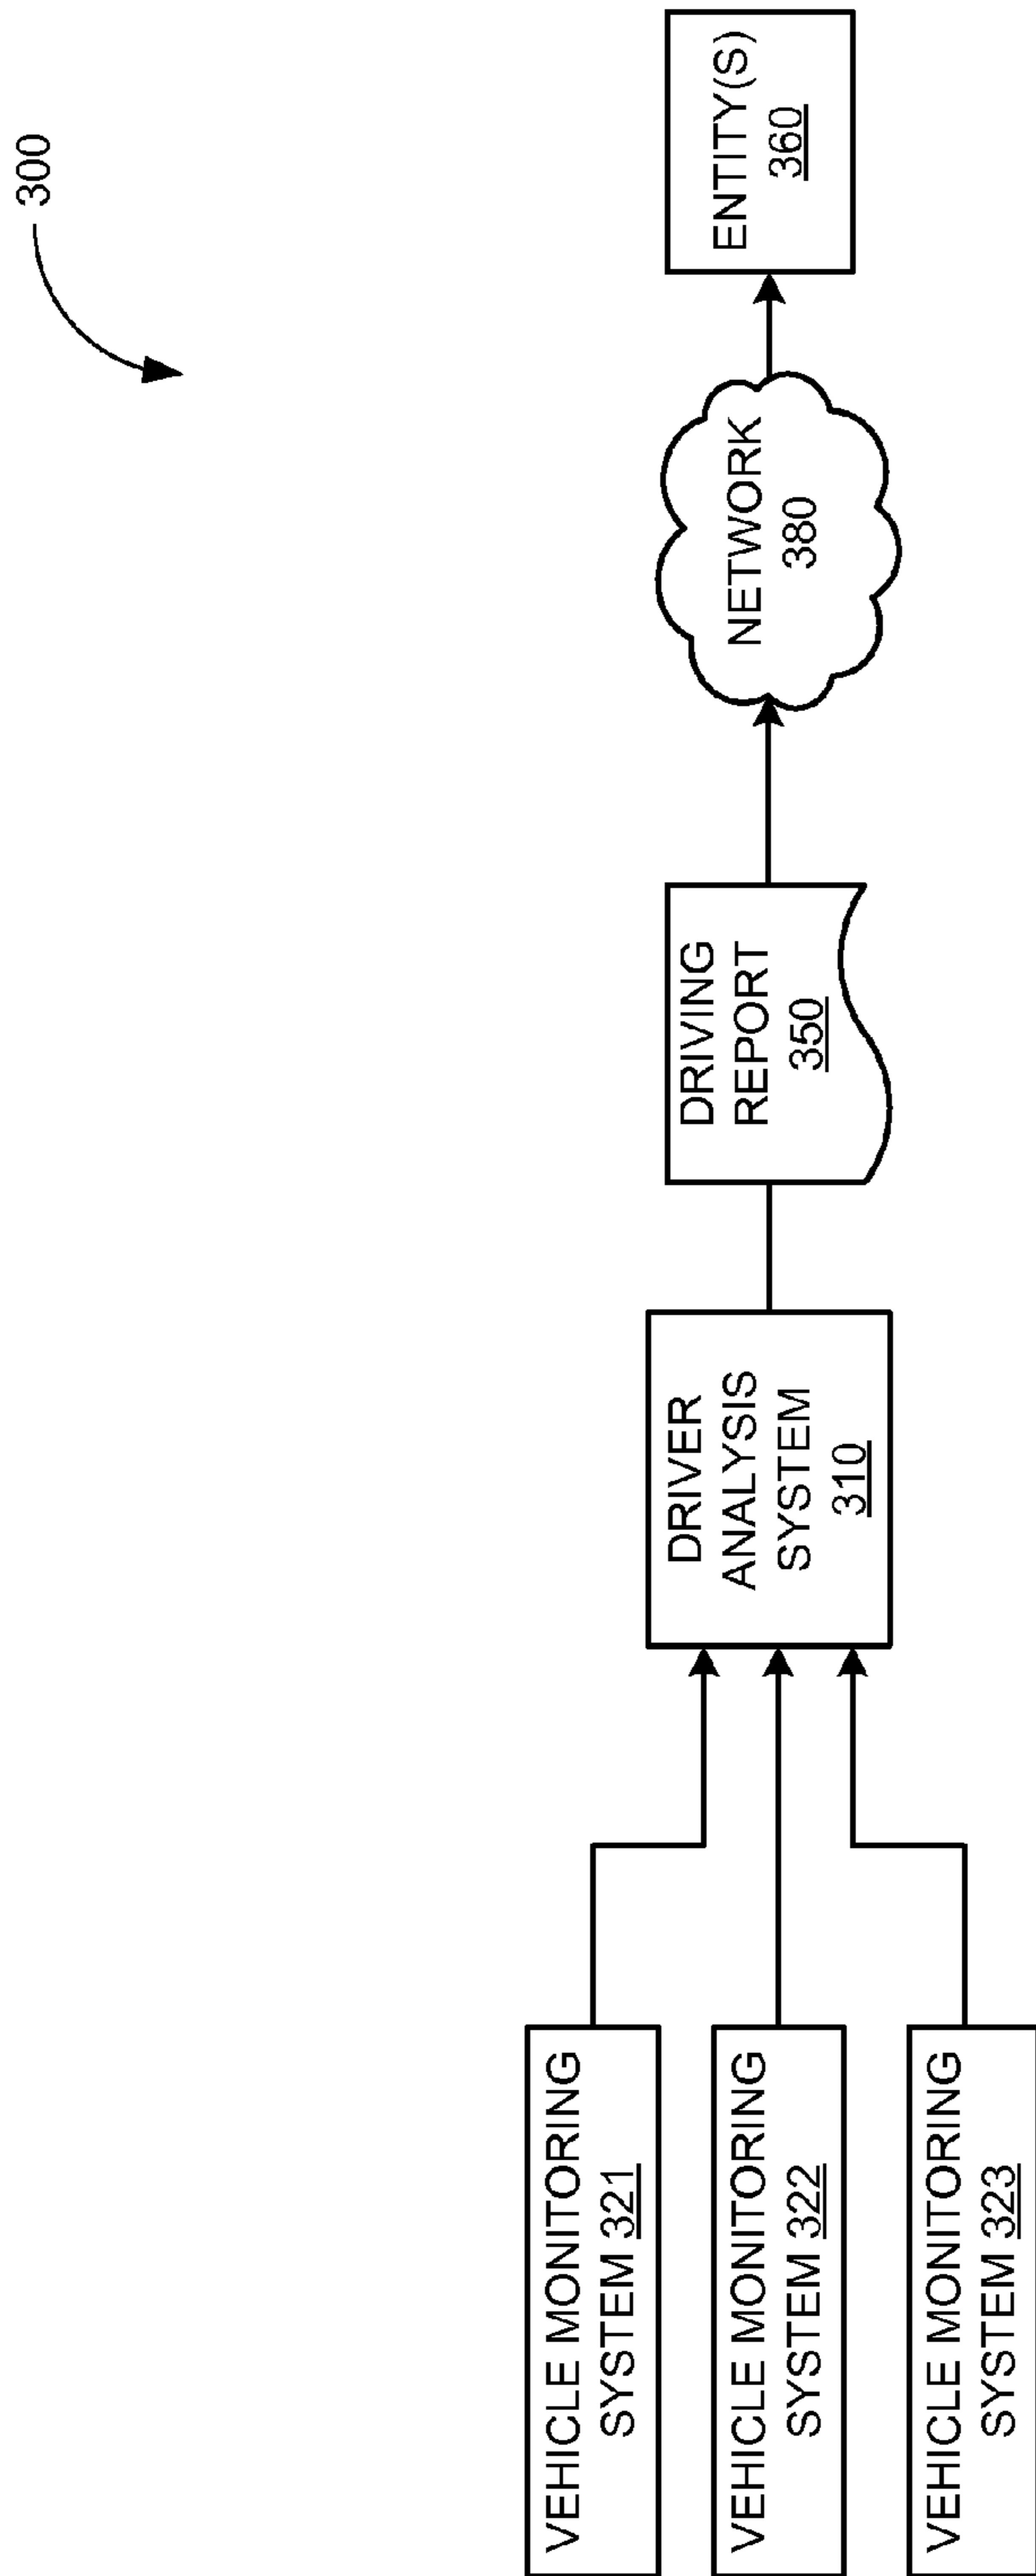 300
VEHICLE MONITORING
SYSTEM 321
VEHICLE MONITORING
SYSTEM 322
VEHICLE MONITORING
SYSTEM 323
DRIVER
ANALYSIS
SYSTEM
310
DRIVING
REPORT
350
NETWORK
380
ENTITY(S)
360